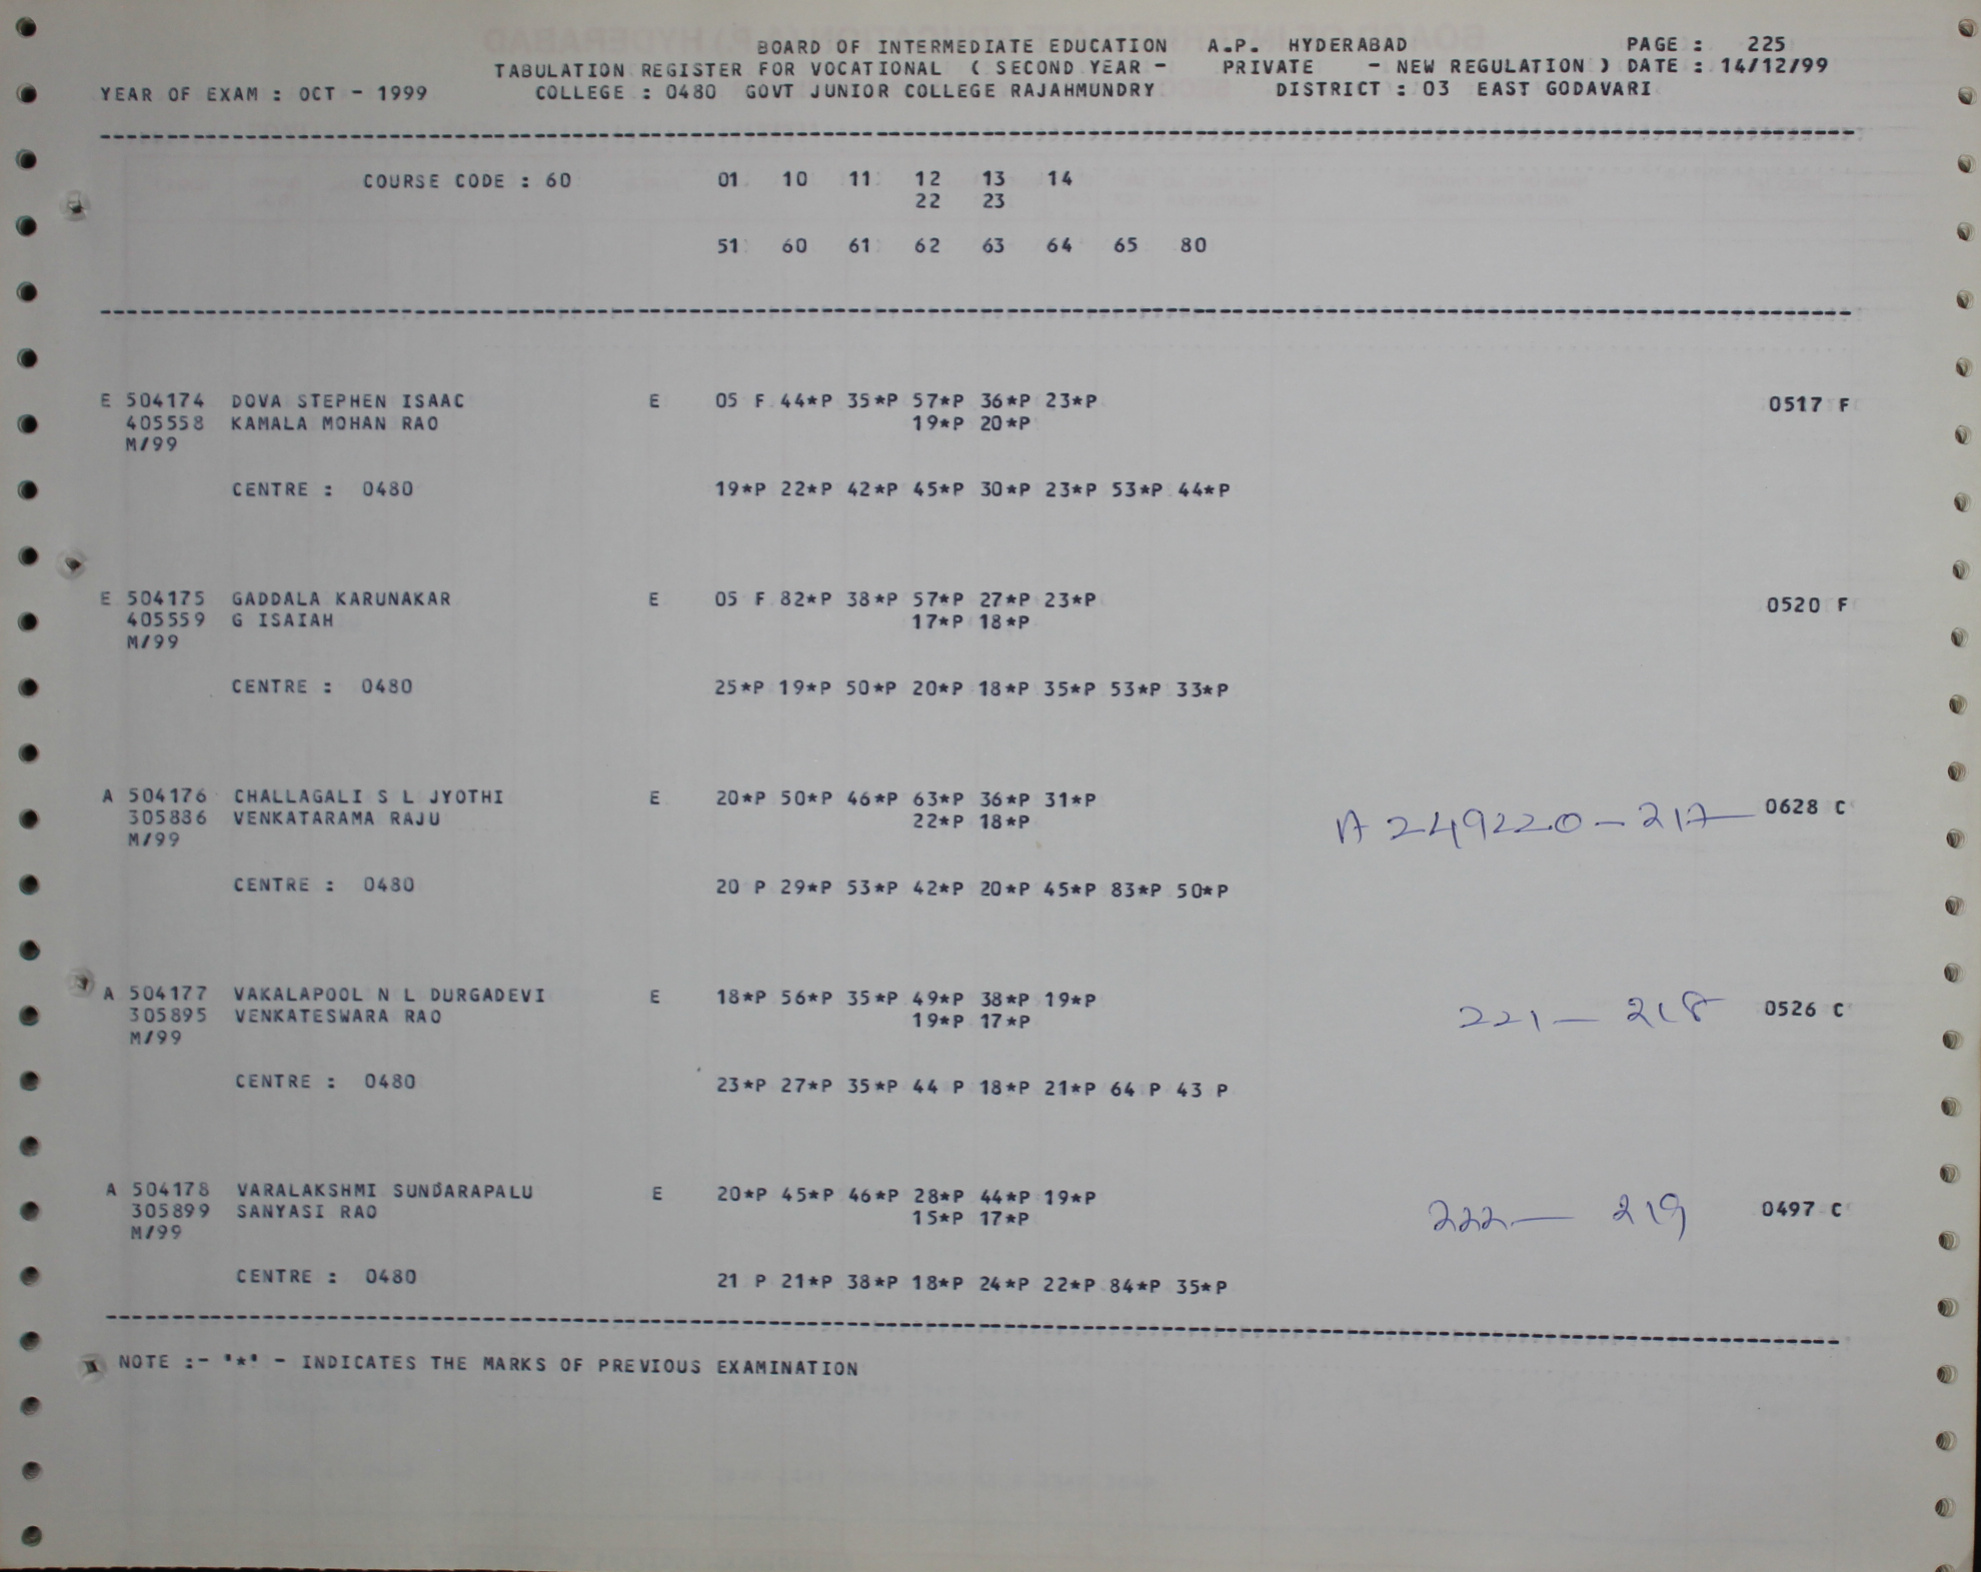 BOARD OF INTERMEDIATE EDUCATION A.P. HYDERABAD PAGE : 225
TABULATION REGISTER FOR VOCATIONAL ( SECOND YEAR - PRIVATE - NEW REGULATION ) DATE : 14/12/99
YEAR OF EXAM : OCT - 1999 COLLEGE : 0480 GOVT JUNIOR COLLEGE RAJAHMUNDRY DISTRICT : 03 EAST GODAVARI
COURSE CODE : 60 01 10 11 12 13 14
22 23
51 60 61 62 63 64 65 80
E 504174 DOVA STEPHEN ISAAC E 05 F 44*P 35*P 57*P 36*P 23*P 0517 F
405558 KAMALA MOHAN RAO 19*P 20*P
M/99
CENTRE : 0480 19*P 22*P 42*P 45*P 30*P 23*P 53*P 44*P
E 504175 GADDALA KARUNAKAR E 05 F 82*P 38*P 57*P 27*P 23*P 0520 F
405559 G ISAIAH 17*P 18*P
M/99
CENTRE : 0480 25*P 19*P 50*P 20*P 18*P 35*P 53*P 33*P
A 504176 CHALLAGALI S L JYOTHI E 20*P 50*P 46*P 63*P 36*P 31*P A 249220 - 217 0628 C
305886 VENKATARAMA RAJU 22*P 18*P
M/99
CENTRE : 0480 20 P 29*P 53*P 42*P 20*P 45*P 83*P 50*P
A 504177 VAKALAPOOL N L DURGADEVI E 18*P 56*P 35*P 49*P 38*P 19*P 221 - 218 0526 C
305895 VENKATESWARA RAO 19*P 17*P
M/99
CENTRE : 0480 23*P 27*P 35*P 44 P 18*P 21*P 64 P 43 P
A 504178 VARALAKSHMI SUNDARAPALU E 20*P 45*P 46*P 28*P 44*P 19*P 222 - 219 0497 C
305899 SANYASI RAO 15*P 17*P
M/99
CENTRE : 0480 21 P 21*P 38*P 18*P 24*P 22*P 84*P 35*P
NOTE :- '*' - INDICATES THE MARKS OF PREVIOUS EXAMINATION